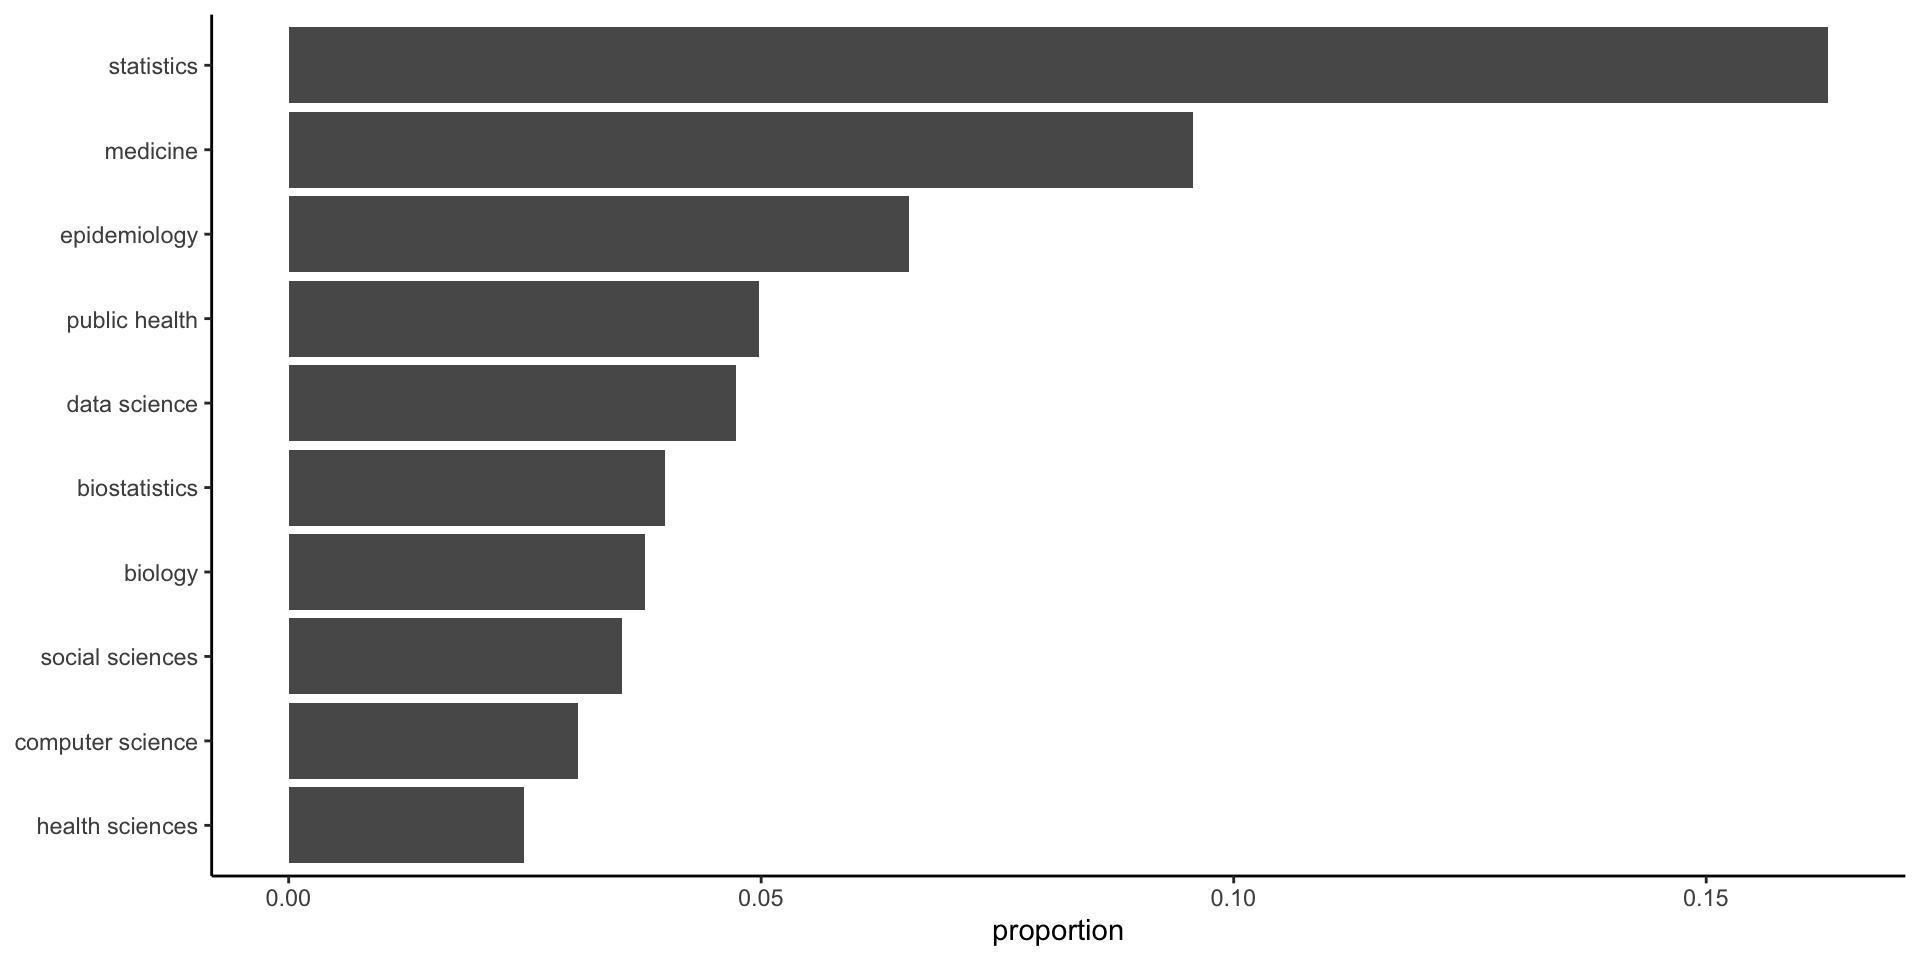 statistics
medicine
epidemiology
public health
data science
biostatistics
biology
social sciences
computer science
health sciences
0.00 0.05 0.10 0.15
proportion